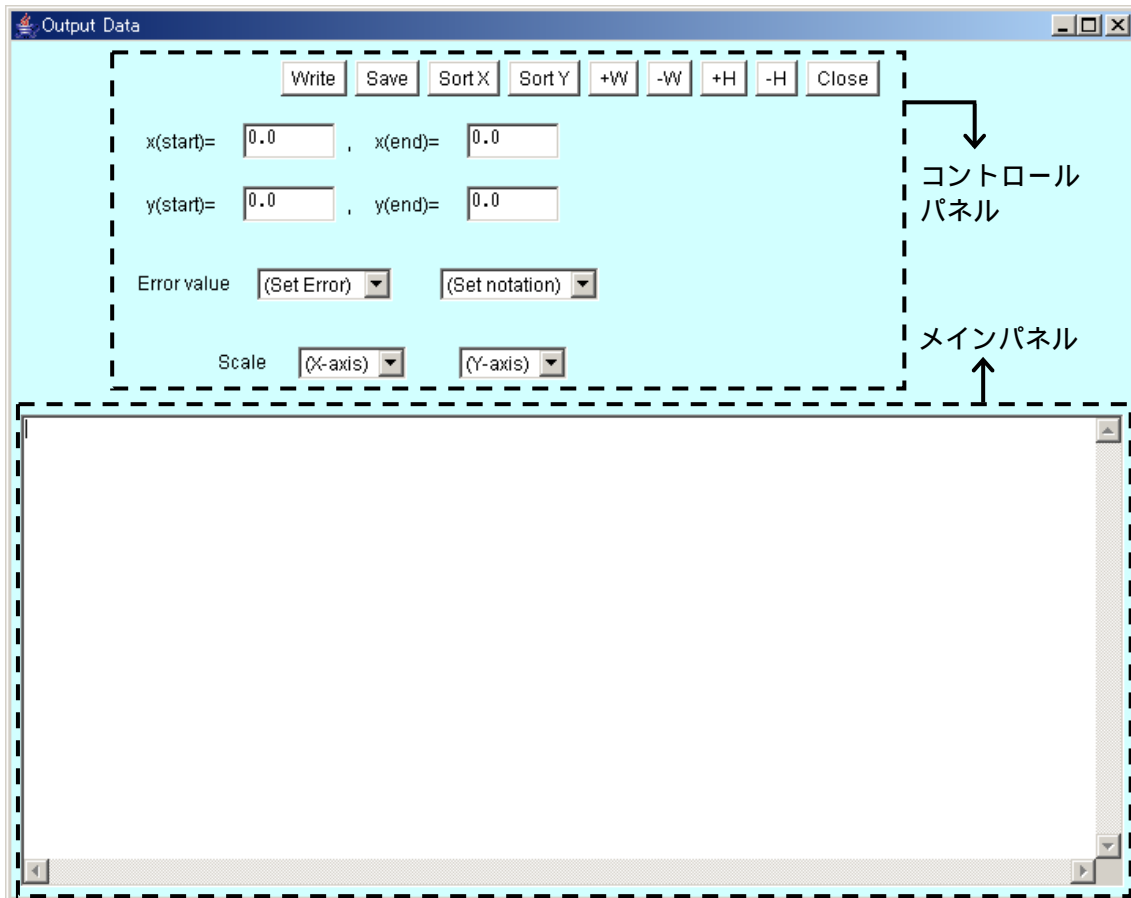 Output Data
Write Save Sort X Sort Y +W -W +H -H Close
x(start)= 0.0 , x(end)= 0.0
y(start)= 0.0 , y(end)= 0.0
Error value (Set Error) (Set notation)
Scale (X-axis) (Y-axis)
コントロール
パネル
メインパネル